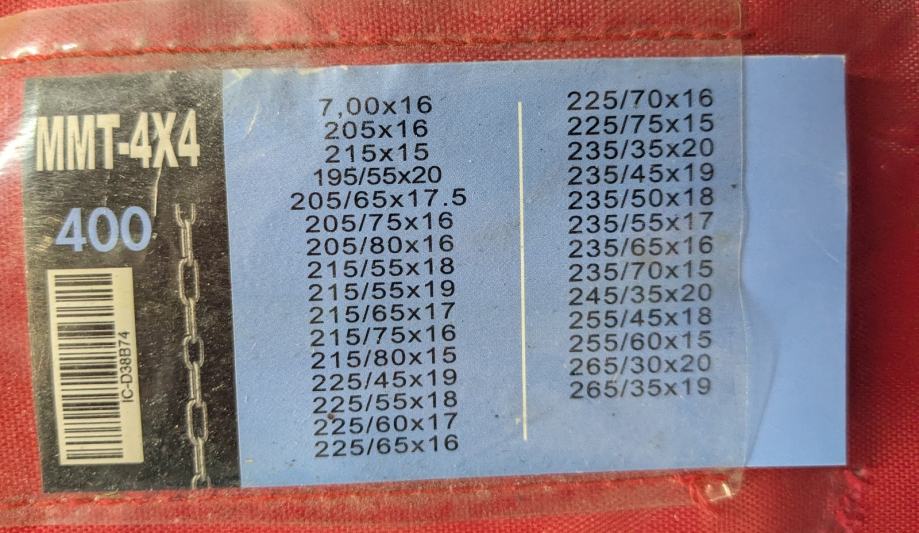 MMT-4X4
400
IC-D38B74
7,00x16
205x16
215x15
195/55x20
205/65x17.5
205/75x16
205/80x16
215/55x18
215/55x19
215/65x17
215/75x16
215/80x15
225/45x19
225/55x18
225/60x17
225/65x16
225/70x16
225/75x15
235/35x20
235/45x19
235/50x18
235/55x17
235/65x16
235/70x15
245/35x20
255/45x18
255/60x15
265/30x20
265/35x19